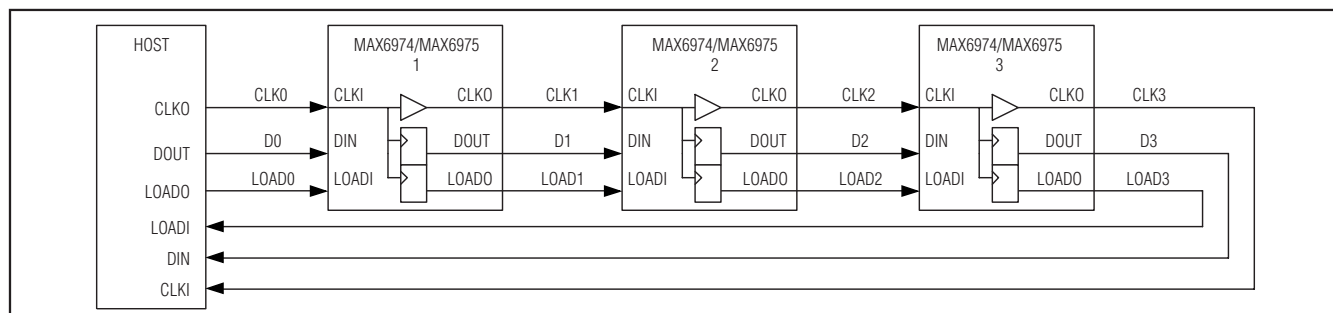 HOST MAX6974/MAX6975 MAX6974/MAX6975 MAX6974/MAX6975
1 2 3
CLKO CLK0 CLKI CLKO CLK1 CLKI CLKO CLK2 CLKI CLKO CLK3
DOUT D0 DIN DOUT D1 DIN DOUT D2 DIN DOUT D3
LOADO LOAD0 LOADI LOADO LOAD1 LOADI LOADO LOAD2 LOADI LOADO LOAD3
LOADI
DIN
CLKI